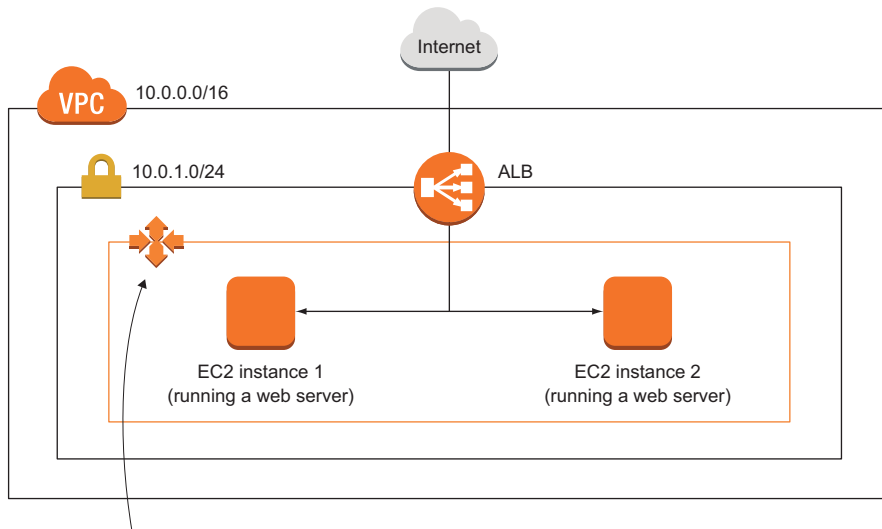 Internet
VPC
10.0.0.0/16
10.0.1.0/24
ALB
EC2 instance 1
(running a web server)
EC2 instance 2
(running a web server)